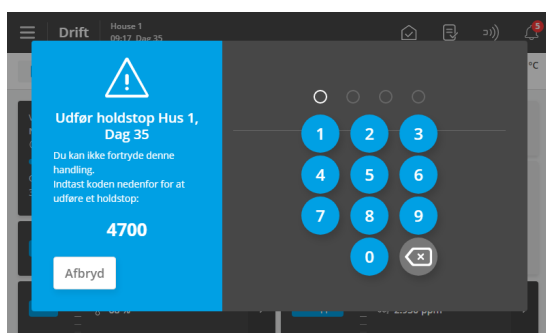 Drift
House 1
09:17 Dag 35
5
°C
Udfør holdstop Hus 1,
Dag 35
Du kan ikke fortryde denne
handling.
Indtast koden nedenfor for at
udføre et holdstop:
4700
Afbryd
1 2 3
4 5 6
7 8 9
0